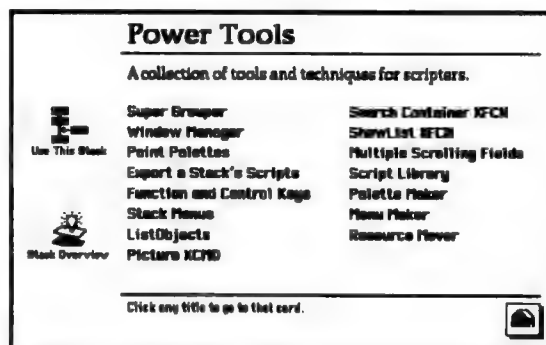 Power Tools
A collection of tools and techniques for scripters.
Use This Stack
Stack Overview
Super Grouper
Window Manager
Paint Palettes
Export a Stack's Scripts
Function and Control Keys
Stack Menus
ListObjects
Picture XCMD
Search Container XFCN
ShowList XFCN
Multiple Scrolling Fields
Script Library
Palette Maker
Menu Maker
Resource Mover
Click any title to go to that card.